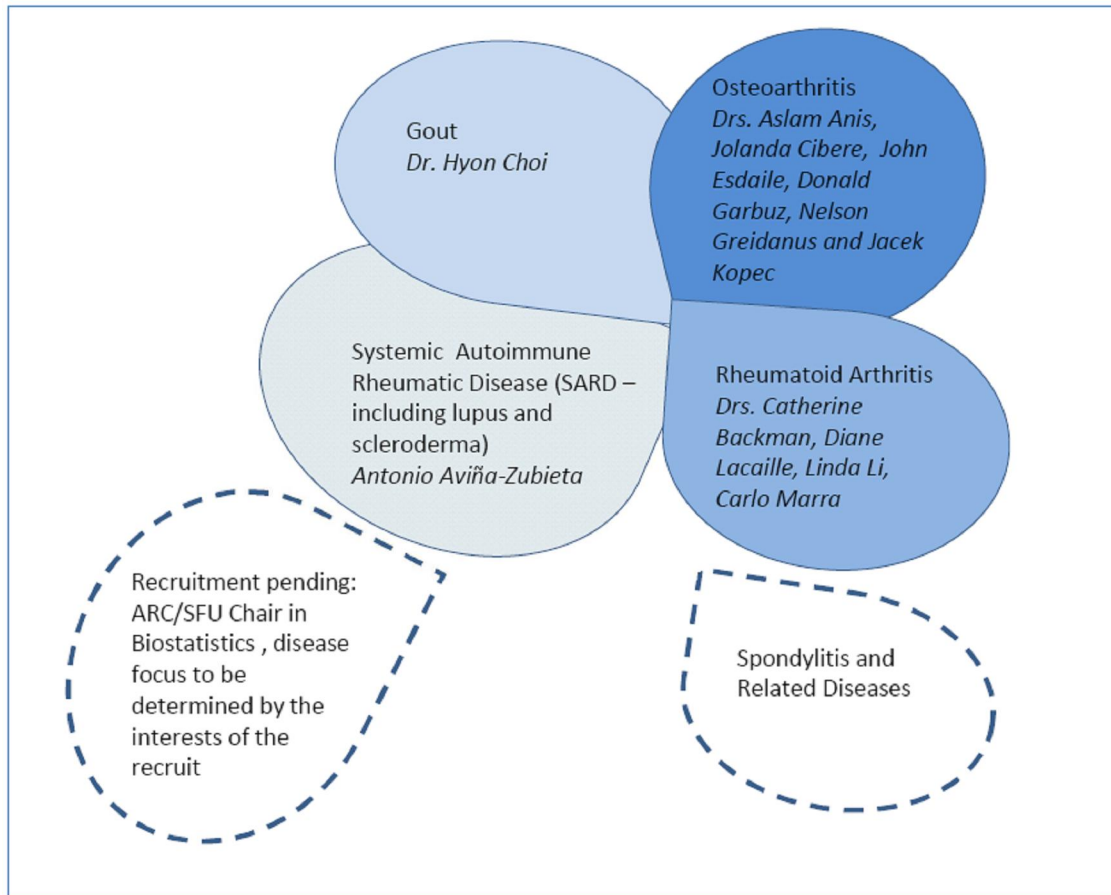 Gout
Dr. Hyon Choi
Osteoarthritis
Drs. Aslam Anis,
Jolanda Cibere, John
Esdaile, Donald
Garbuz, Nelson
Greidanus and Jacek
Kopec
Systemic Autoimmune
Rheumatic Disease (SARD –
including lupus and
scleroderma)
Antonio Aviña-Zubieta
Rheumatoid Arthritis
Drs. Catherine
Backman, Diane
Lacaille, Linda Li,
Carlo Marra
Recruitment pending:
ARC/SFU Chair in
Biostatistics , disease
focus to be
determined by the
interests of the
recruit
Spondylitis and
Related Diseases